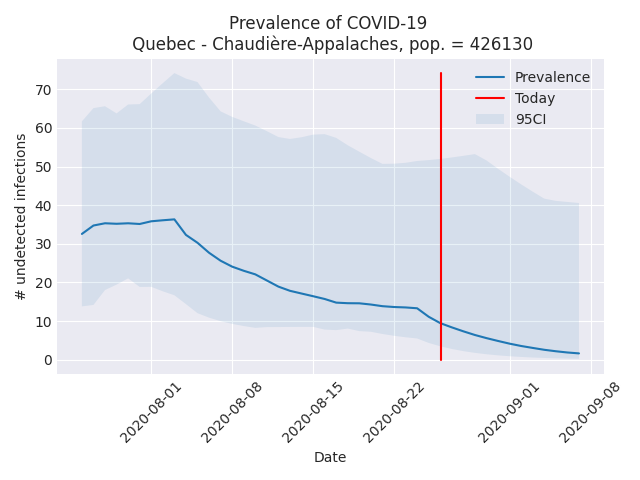 Prevalence of COVID-19
Quebec - Chaudière-Appalaches, pop. = 426130
Prevalence
Today
95CI
# undetected infections
70
60
50
40
30
20
10
0
2020-08-01
2020-08-08
2020-08-15
2020-08-22
2020-09-01
2020-09-08
Date